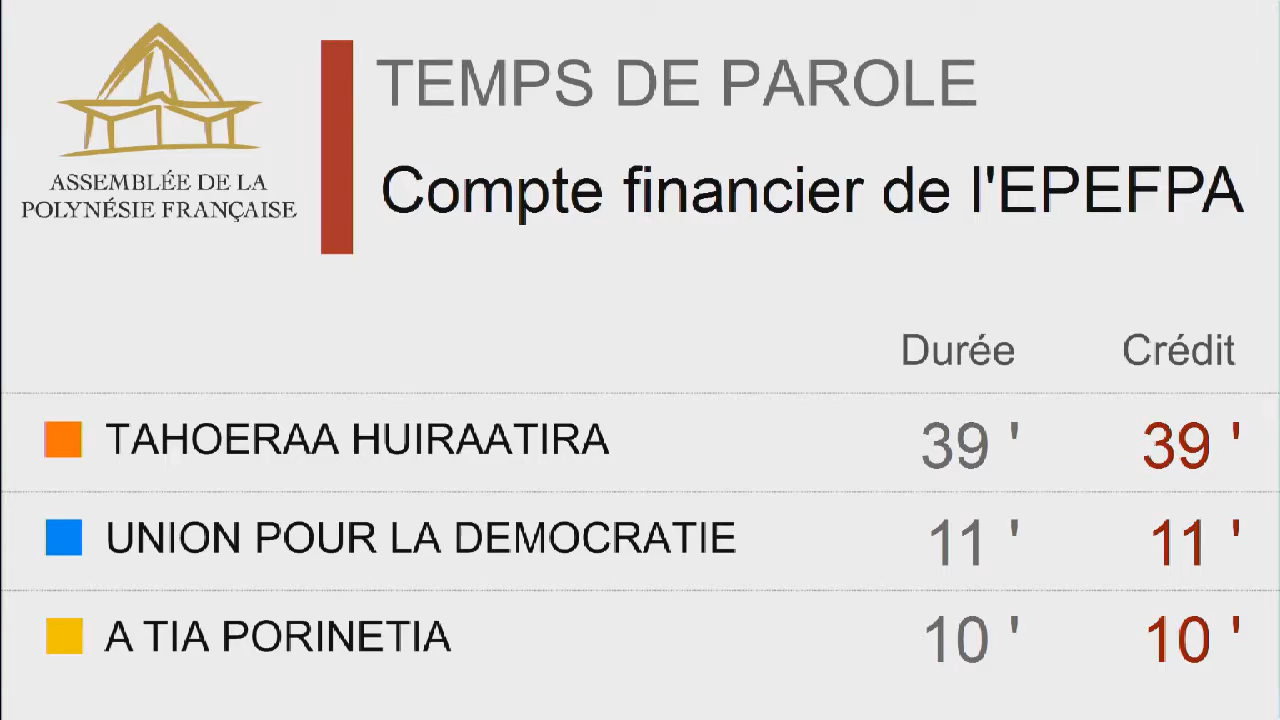 ASSEMBLÉE DE LA
POLYNÉSIE FRANÇAISE
TEMPS DE PAROLE
Compte financier de l'EPEFPA
Durée Crédit
TAHOERAA HUIRAATIRA 39 ' 39 '
UNION POUR LA DEMOCRATIE 11 ' 11 '
A TIA PORINETIA 10 ' 10 '